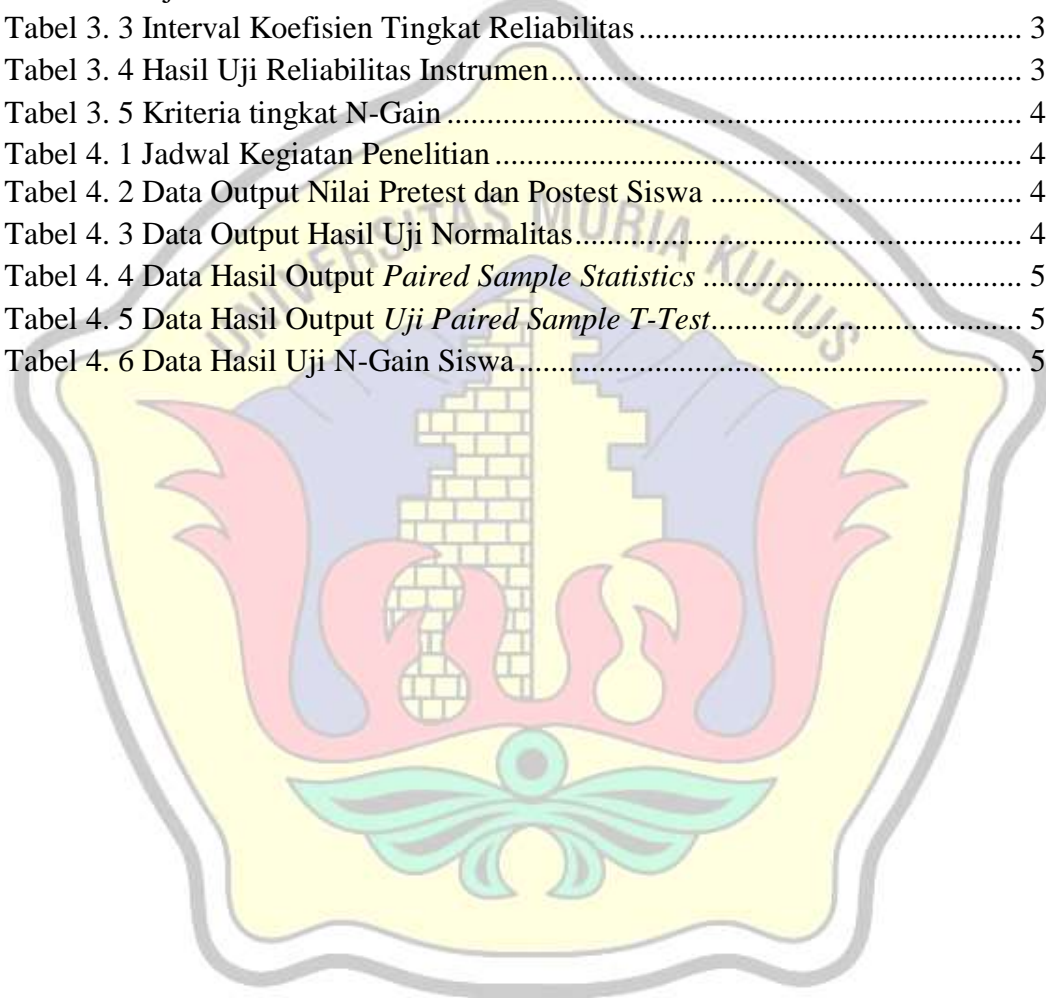 Tabel 3. 3 Interval Koefisien Tingkat Reliabilitas ........................................................ 3
Tabel 3. 4 Hasil Uji Reliabilitas Instrumen..................................................................... 3
Tabel 3. 5 Kriteria tingkat N-Gain ................................................................................. 4
Tabel 4. 1 Jadwal Kegiatan Penelitian ........................................................................... 4
Tabel 4. 2 Data Output Nilai Pretest dan Postest Siswa ............................................. 4
Tabel 4. 3 Data Output Hasil Uji Normalitas................................................................. 4
Tabel 4. 4 Data Hasil Output Paired Sample Statistics .............................................. 5
Tabel 4. 5 Data Hasil Output Uji Paired Sample T-Test............................................. 5
Tabel 4. 6 Data Hasil Uji N-Gain Siswa ......................................................................... 5
UNIVERSITAS MURIA KUDUS